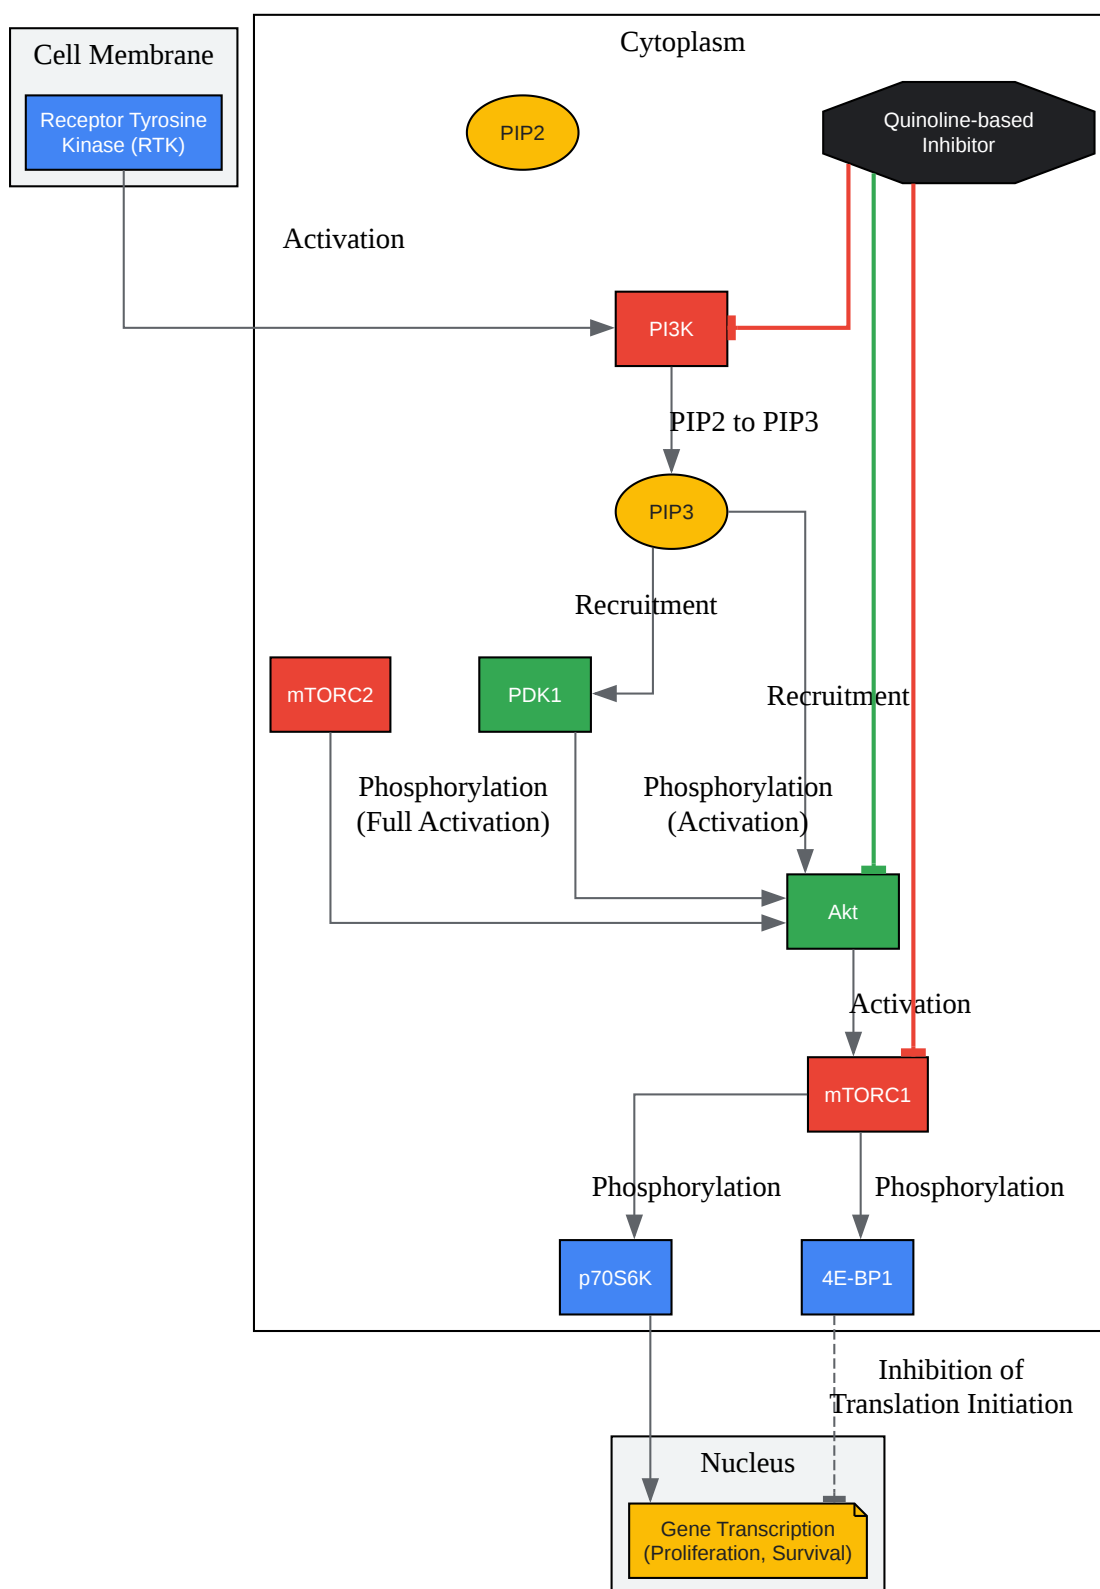 Cell Membrane
Receptor Tyrosine
Kinase (RTK)
Cytoplasm
PIP2
Quinoline-based
Inhibitor
Activation
PI3K
PIP2 to PIP3
PIP3
Recruitment
mTORC2
PDK1
Recruitment
Phosphorylation
(Full Activation)
Phosphorylation
(Activation)
Akt
Activation
mTORC1
Phosphorylation
Phosphorylation
p70S6K
4E-BP1
Inhibition of
Translation Initiation
Nucleus
Gene Transcription
(Proliferation, Survival)